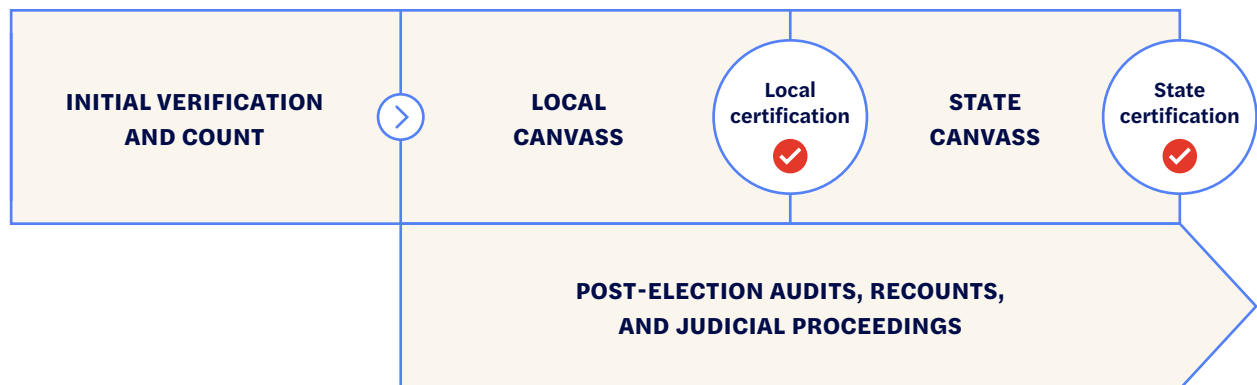 INITIAL VERIFICATION
AND COUNT
LOCAL
CANVASS
Local
certification
STATE
CANVASS
State
certification
POST-ELECTION AUDITS, RECOUNTS,
AND JUDICIAL PROCEEDINGS